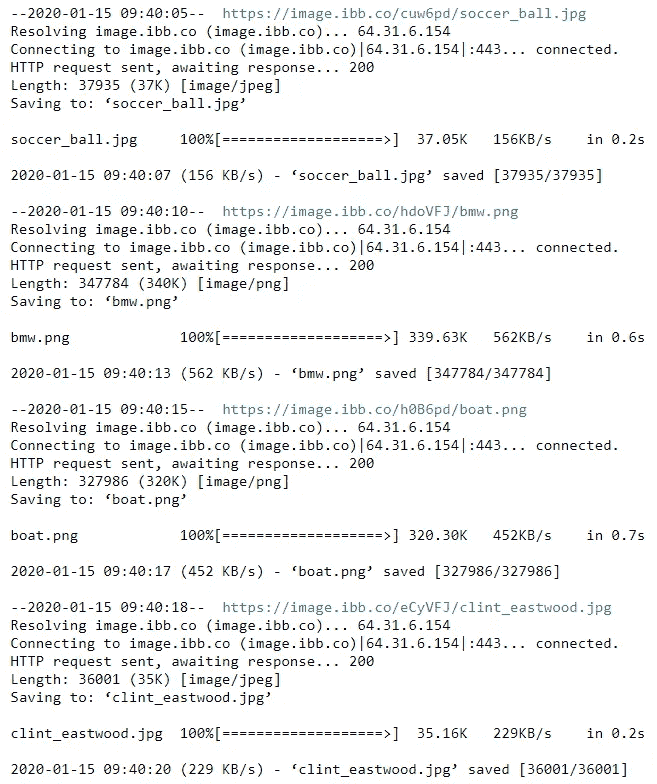 --2020-01-15 09:40:05--  https://image.ibb.co/cuw6pd/soccer_ball.jpg
Resolving image.ibb.co (image.ibb.co)... 64.31.6.154
Connecting to image.ibb.co (image.ibb.co)|64.31.6.154|:443... connected.
HTTP request sent, awaiting response... 200
Length: 37935 (37K) [image/jpeg]
Saving to: ‘soccer_ball.jpg’
soccer_ball.jpg     100%[===================>]  37.05K   156KB/s    in 0.2s
2020-01-15 09:40:07 (156 KB/s) - ‘soccer_ball.jpg’ saved [37935/37935]
--2020-01-15 09:40:10--  https://image.ibb.co/hdoVFJ/bmw.png
Resolving image.ibb.co (image.ibb.co)... 64.31.6.154
Connecting to image.ibb.co (image.ibb.co)|64.31.6.154|:443... connected.
HTTP request sent, awaiting response... 200
Length: 347784 (340K) [image/png]
Saving to: ‘bmw.png’
bmw.png             100%[===================>] 339.63K   562KB/s    in 0.6s
2020-01-15 09:40:13 (562 KB/s) - ‘bmw.png’ saved [347784/347784]
--2020-01-15 09:40:15--  https://image.ibb.co/h0B6pd/boat.png
Resolving image.ibb.co (image.ibb.co)... 64.31.6.154
Connecting to image.ibb.co (image.ibb.co)|64.31.6.154|:443... connected.
HTTP request sent, awaiting response... 200
Length: 327986 (320K) [image/png]
Saving to: ‘boat.png’
boat.png            100%[===================>] 320.30K   452KB/s    in 0.7s
2020-01-15 09:40:17 (452 KB/s) - ‘boat.png’ saved [327986/327986]
--2020-01-15 09:40:18--  https://image.ibb.co/eCyVFJ/clint_eastwood.jpg
Resolving image.ibb.co (image.ibb.co)... 64.31.6.154
Connecting to image.ibb.co (image.ibb.co)|64.31.6.154|:443... connected.
HTTP request sent, awaiting response... 200
Length: 36001 (35K) [image/jpeg]
Saving to: ‘clint_eastwood.jpg’
clint_eastwood.jpg  100%[===================>]  35.16K   229KB/s    in 0.2s
2020-01-15 09:40:20 (229 KB/s) - ‘clint_eastwood.jpg’ saved [36001/36001]